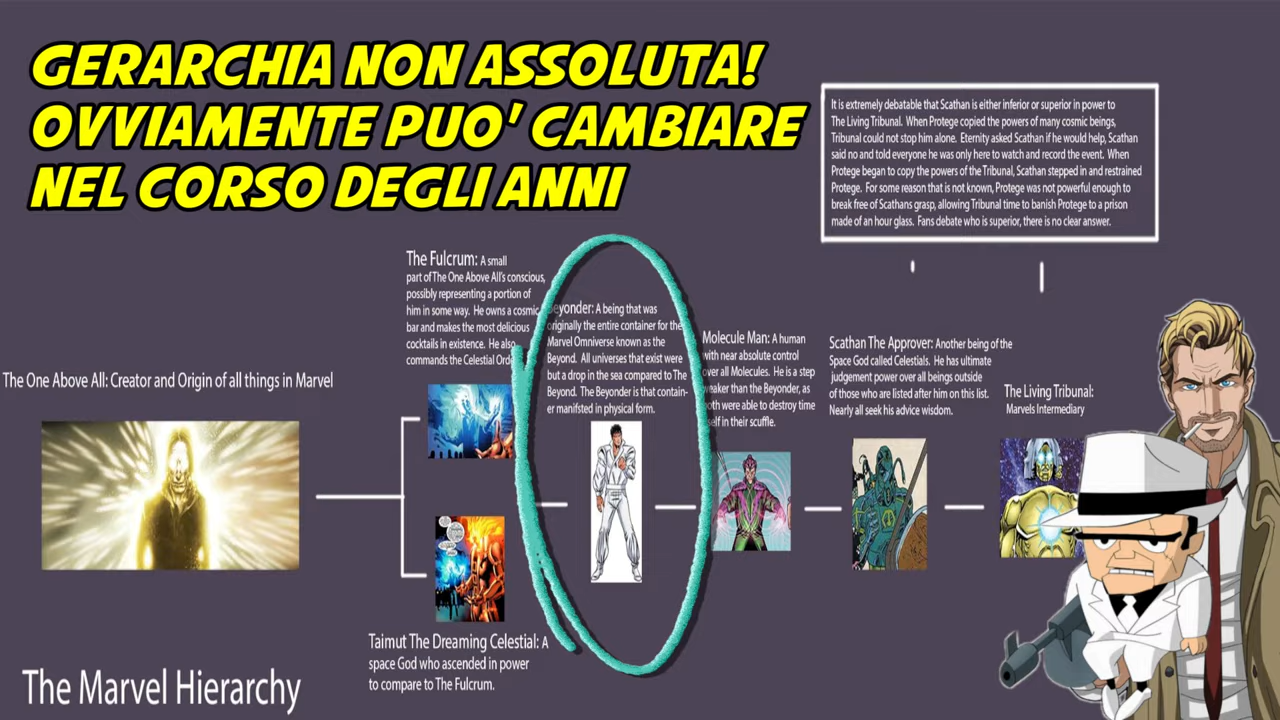 GERARCHIA NON ASSOLUTA!
OVVIAMENTE PUO' CAMBIARE
NEL CORSO DEGLI ANNI
It is extremely debatable that Scathan is either inferior or superior in power to
The Living Tribunal. When Protege copied the powers of many cosmic beings,
Tribunal could not stop him alone. Eternity asked Scathan if he would help, Scathan
said no and told everyone he was only here to watch and record the event. When
Protege began to copy the powers of the Tribunal, Scathan stepped in and restrained
Protege. For some reason that is not known, Protege was not powerful enough to
break free of Scathans grasp, allowing Tribunal time to banish Protege to a prison
made of an hour glass. Fans debate who is superior, there is no clear answer.
The One Above All: Creator and Origin of all things in Marvel
The Fulcrum: A small
part of The One Above All's conscious,
possibly representing a portion of
him in some way. He owns a cosmic
bar and makes the most delicious
cocktails in existence. He also
commands the Celestial
Beyonder: A being that was
originally the entire container for the
Marvel Omniverse known as the
Beyond. All universes that exist were
but a drop in the sea compared to The
Beyond. The Beyonder is that contain-
er manifsted in physical form.
Molecule Man: A human
with near absolute control
over all Molecules. He is a step
weaker than the Beyonder, as
both were able to destroy time
itself in their scuffle.
Scathan The Approver: Another being of the
Space God called Celestials. He has ultimate
judgement power over all beings outside
of those who are listed after him on this list.
Nearly all seek his advice wisdom.
The Living Tribunal:
Marvels Intermediary
Taimut The Dreaming Celestial: A
space God who ascended in power
to compare to The Fulcrum.
The Marvel Hierarchy